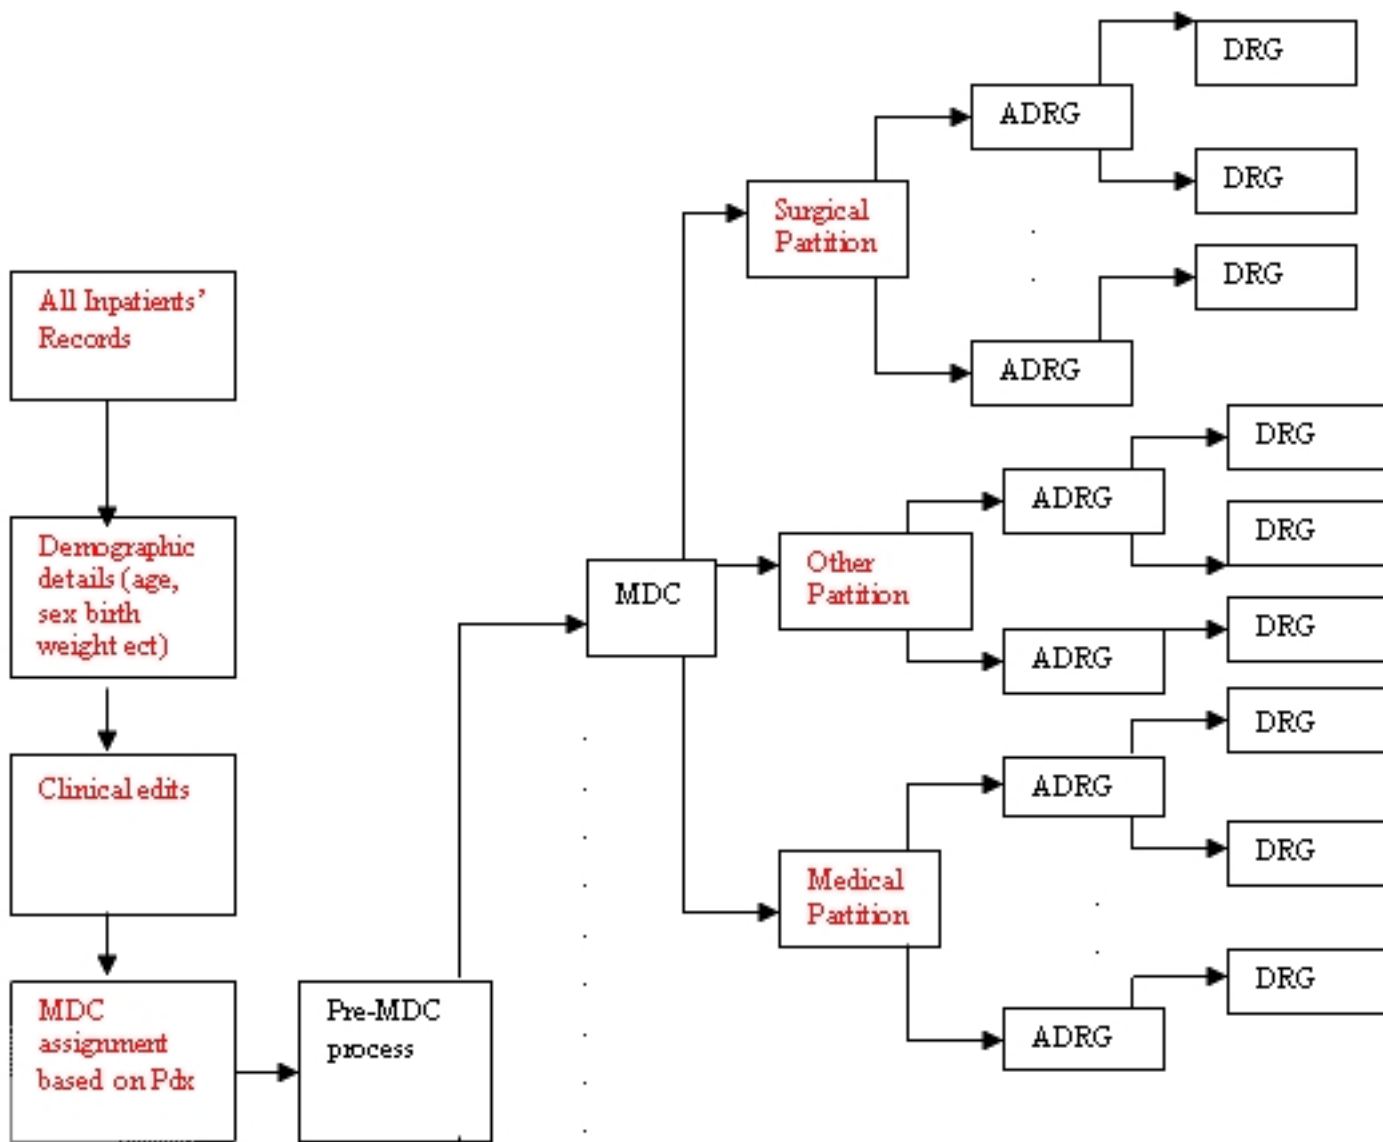 All Inpatients'
Records
Demographic
details (age,
sex birth
weight ect)
Clinical edits
MDC
assignment
based on Pdx
Pre-MDC
process
MDC
Surgical
Partition
ADRG
DRG
DRG
ADRG
DRG
Other
Partition
ADRG
DRG
DRG
ADRG
DRG
Medical
Partition
ADRG
DRG
DRG
ADRG
DRG